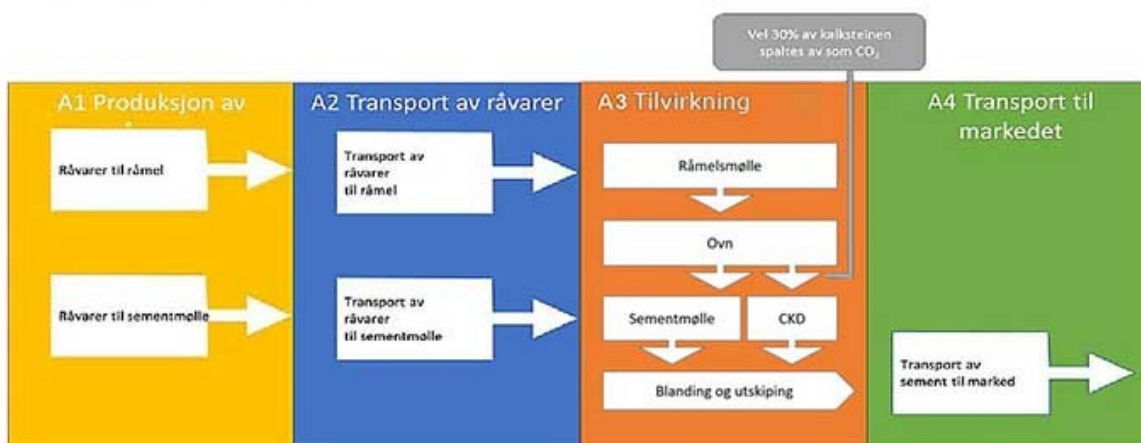 Vel 30% av kalksteinen
spaltes av som CO₂
A1 Produksjon av
Råvarer til råmel
Råvarer til sementmølle
A2 Transport av råvarer
Transport av
råvarer
til råmel
Transport av
råvarer
til sementmølle
A3 Tilvirkning
Råmelsmølle
Ovn
Sementmølle
CKD
Blanding og utskiping
A4 Transport til
markedet
Transport av
sement til marked